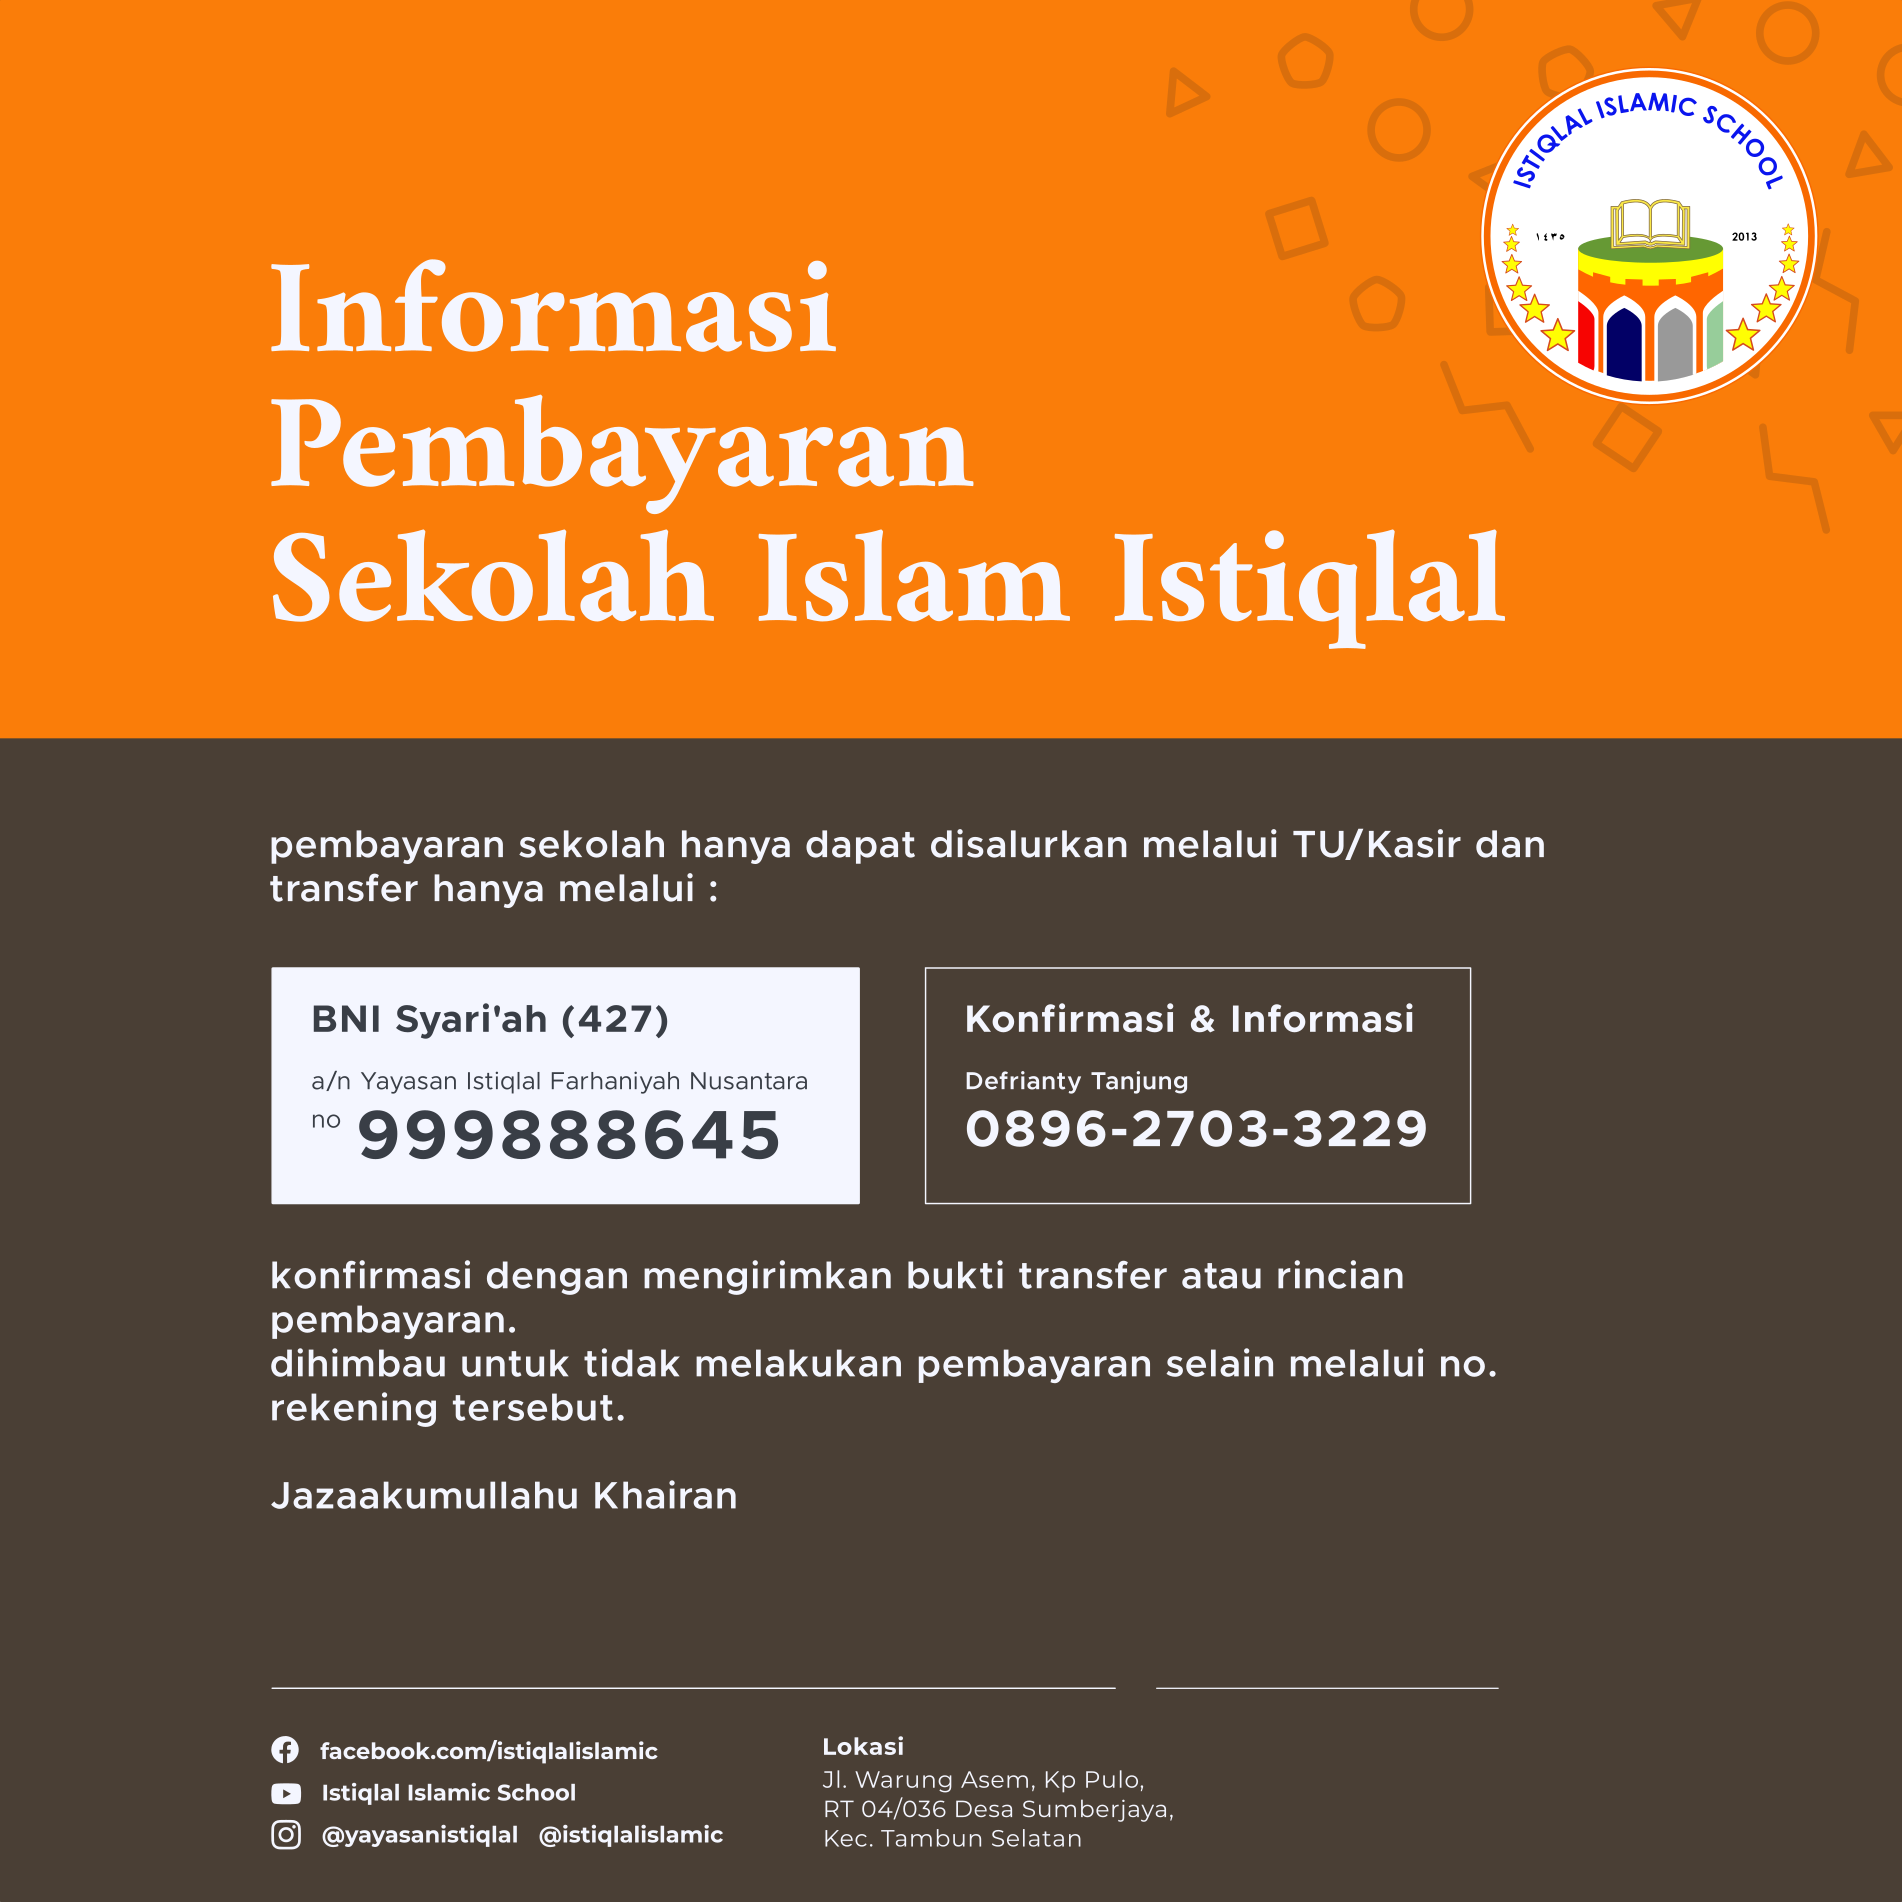 ISTIQLAL ISLAMIC SCHOOL
١٤٣٥
2013
Informasi
Pembayaran
Sekolah Islam Istiqlal
pembayaran sekolah hanya dapat disalurkan melalui TU/Kasir dan
transfer hanya melalui :
BNI Syari'ah (427)
a/n Yayasan Istiqlal Farhaniyah Nusantara
no 999888645
Konfirmasi & Informasi
Defrianty Tanjung
0896-2703-3229
konfirmasi dengan mengirimkan bukti transfer atau rincian
pembayaran.
dihimbau untuk tidak melakukan pembayaran selain melalui no.
rekening tersebut.
Jazaakumullahu Khairan
facebook.com/istiqlalislamic
Istiqlal Islamic School
@yayasanistiqlal @istiqlalislamic
Lokasi
Jl. Warung Asem, Kp Pulo,
RT 04/036 Desa Sumberjaya,
Kec. Tambun Selatan